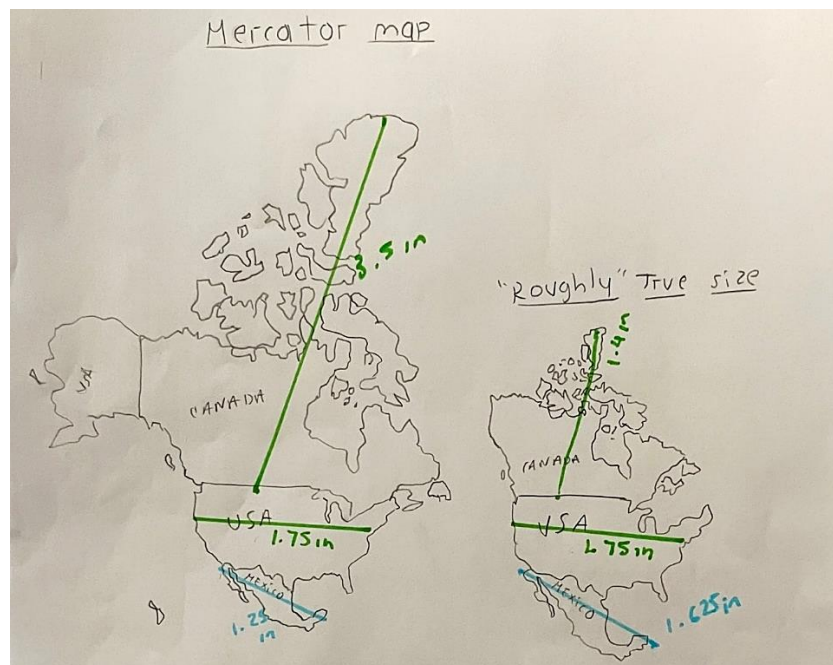 Mercator map
3.5 in
"Roughly" True size
1.4 in
USA
CANADA
CANADA
USA
1.75 in
USA
1.75 in
MEXICO
1.25
in
MEXICO
1.625 in